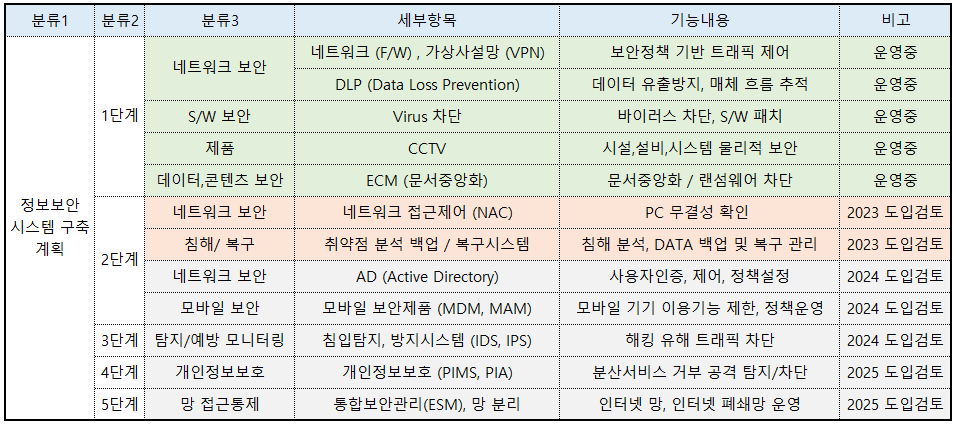 분류1 분류2 분류3 세부항목 기능내용 비고
정보보안
시스템 구축
계획
1단계
네트워크 보안
네트워크 (F/W) , 가상사설망 (VPN) 보안정책 기반 트래픽 제어 운영중
DLP (Data Loss Prevention) 데이터 유출방지, 매체 흐름 추적 운영중
S/W 보안 Virus 차단 바이러스 차단, S/W 패치 운영중
제품 CCTV 시설,설비,시스템 물리적 보안 운영중
데이터,콘텐츠 보안 ECM (문서중앙화) 문서중앙화 / 랜섬웨어 차단 운영중
2단계
네트워크 보안 네트워크 접근제어 (NAC) PC 무결성 확인 2023 도입검토
침해/ 복구 취약점 분석 백업 / 복구시스템 침해 분석, DATA 백업 및 복구 관리 2023 도입검토
네트워크 보안 AD (Active Directory) 사용자인증, 제어, 정책설정 2024 도입검토
모바일 보안 모바일 보안제품 (MDM, MAM) 모바일 기기 이용기능 제한, 정책운영 2024 도입검토
3단계 탐지/예방 모니터링 침입탐지, 방지시스템 (IDS, IPS) 해킹 유해 트래픽 차단 2024 도입검토
4단계 개인정보보호 개인정보보호 (PIMS, PIA) 분산서비스 거부 공격 탐지/차단 2025 도입검토
5단계 망 접근통제 통합보안관리(ESM), 망 분리 인터넷 망, 인터넷 폐쇄망 운영 2025 도입검토